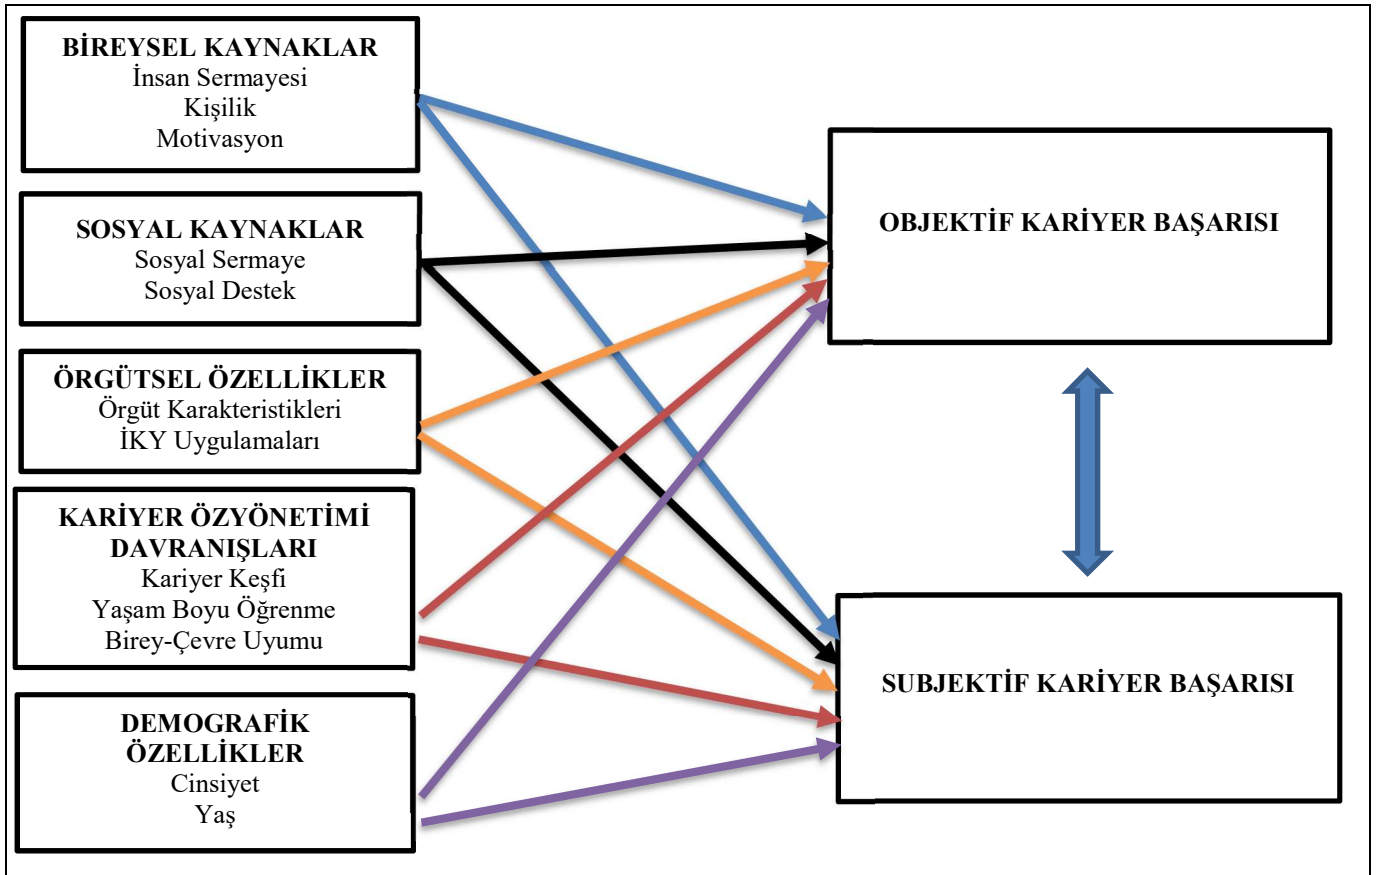 BİREYSEL KAYNAKLAR
İnsan Sermayesi
Kişilik
Motivasyon
SOSYAL KAYNAKLAR
Sosyal Sermaye
Sosyal Destek
ÖRGÜTSEL ÖZELLİKLER
Örgüt Karakteristikleri
İKY Uygulamaları
KARİYER ÖZYÖNETİMİ
DAVRANIŞLARI
Kariyer Keşfi
Yaşam Boyu Öğrenme
Birey-Çevre Uyumu
DEMOGRAFİK
ÖZELLİKLER
Cinsiyet
Yaş
OBJEKTİF KARİYER BAŞARISI
SUBJEKTİF KARİYER BAŞARISI